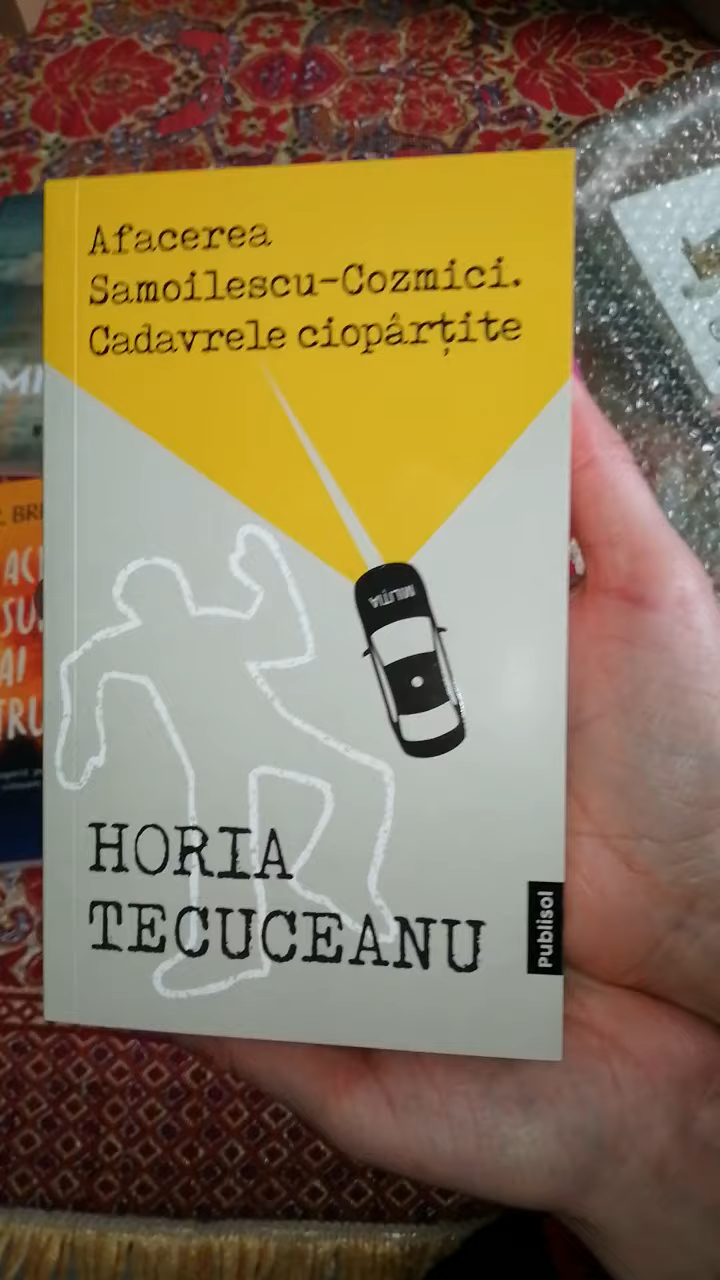 Afacerea
Samoilescu-Cozmici.
Cadavrele ciopârțite
MILIȚIA
HORIA
TECUCEANU
Publisol